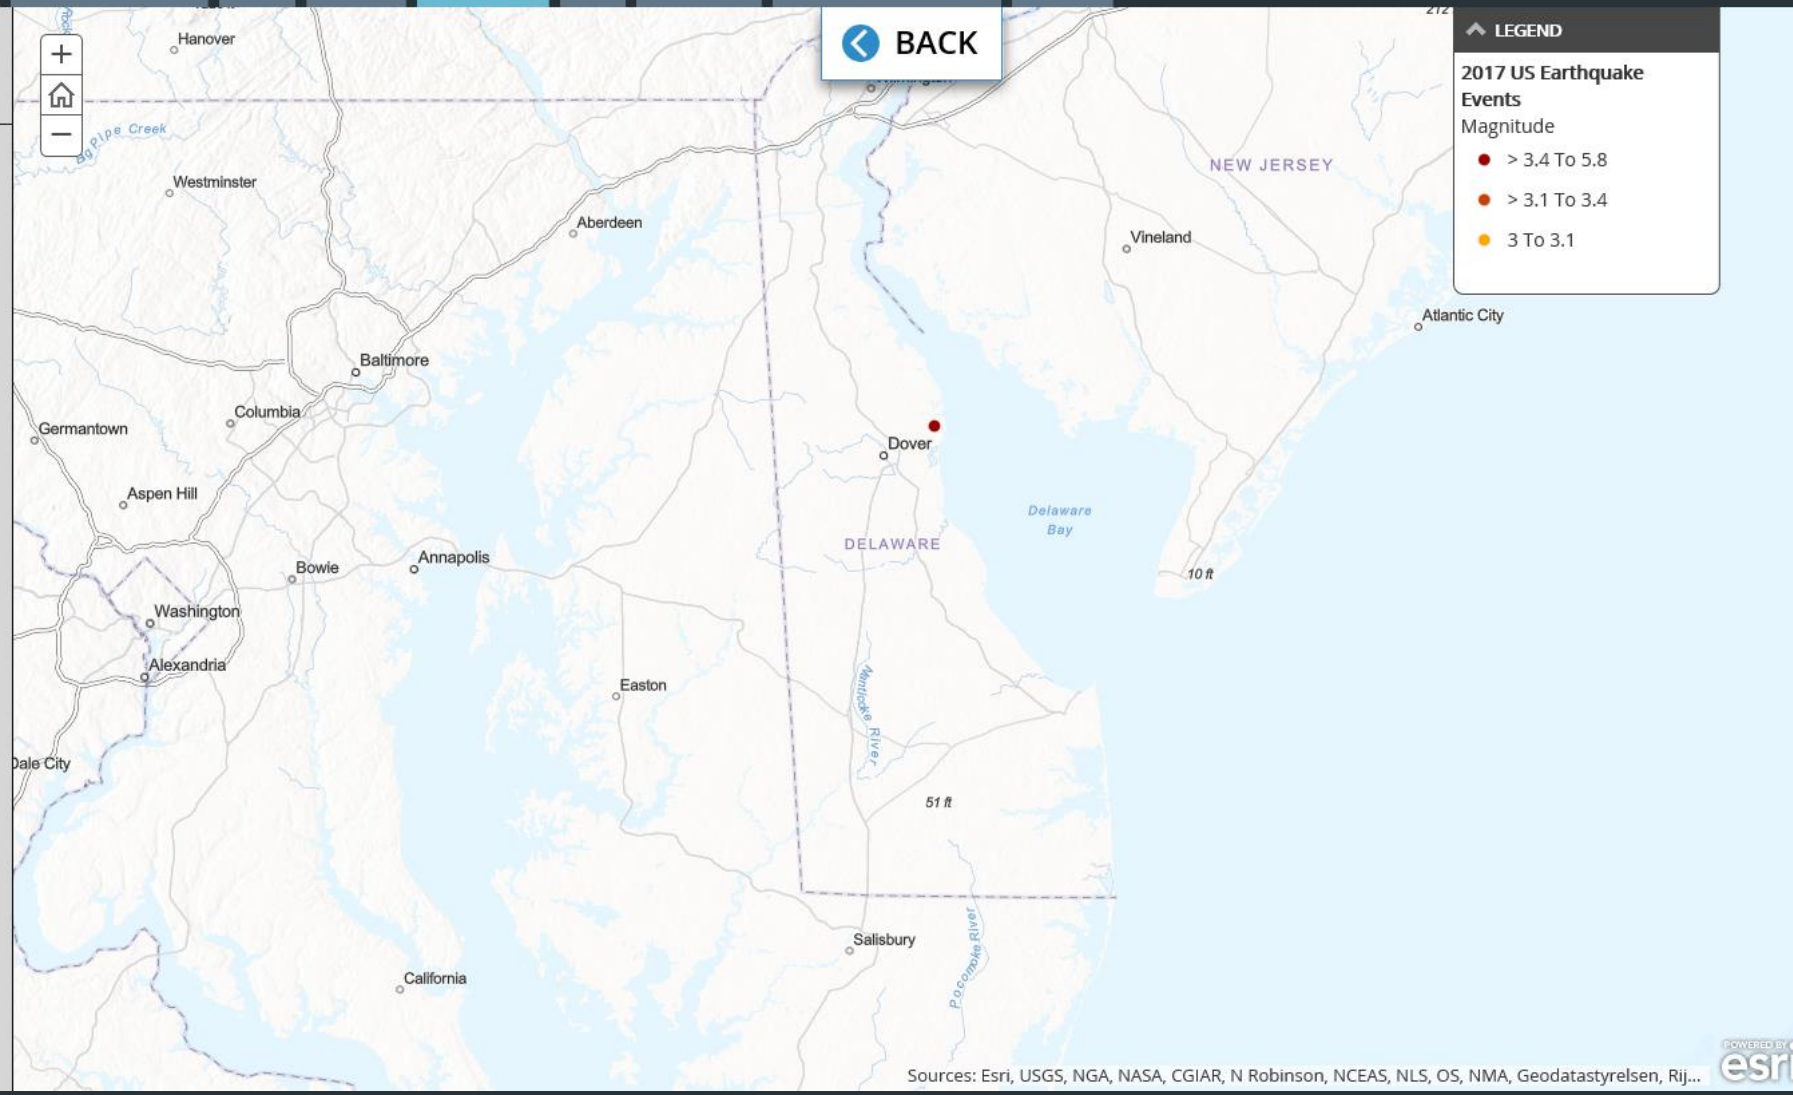 BACK
LEGEND
2017 US Earthquake
Events
Magnitude
> 3.4 To 5.8
> 3.1 To 3.4
3 To 3.1
212
Hanover
Westminster
Aberdeen
NEW JERSEY
Vineland
Atlantic City
Baltimore
Columbia
Germantown
Dover
Aspen Hill
Delaware
Bay
DELAWARE
Annapolis
Bowie
10 ft
Washington
Alexandria
Easton
Nanticoke River
Dale City
51 ft
Salisbury
Pocomoke River
California
Sources: Esri, USGS, NGA, NASA, CGIAR, N Robinson, NCEAS, NLS, OS, NMA, Geodatastyrelsen, Rij...
POWERED BY
esri